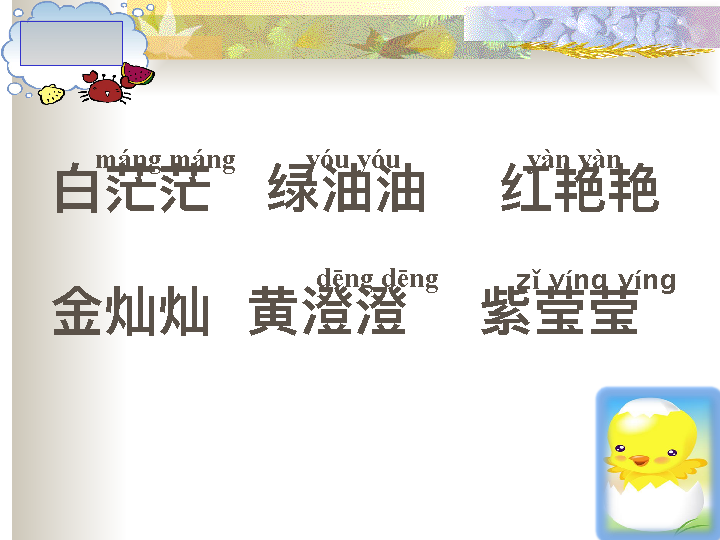 máng máng yóu yóu yàn yàn
白茫茫 绿油油 红艳艳
dēng dēng zǐ yíng yíng
金灿灿 黄澄澄 紫莹莹